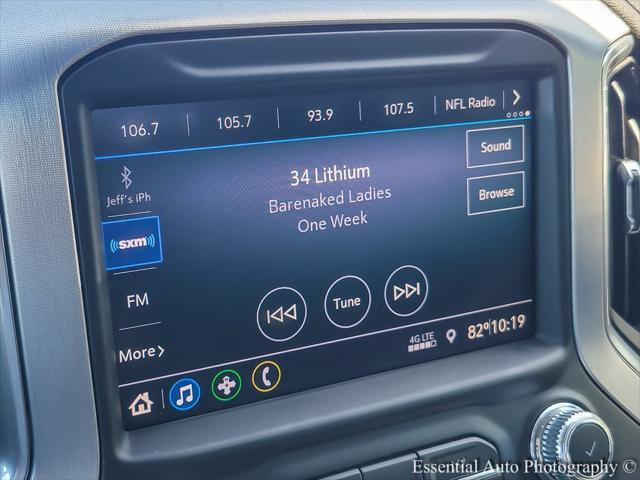 106.7 105.7 93.9 107.5 NFL Radio
Jeff's iPh
sxm
FM
More
34 Lithium
Barenaked Ladies
One Week
Sound
Browse
Tune
4G LTE
82° 10:19
Essential Auto Photography ©